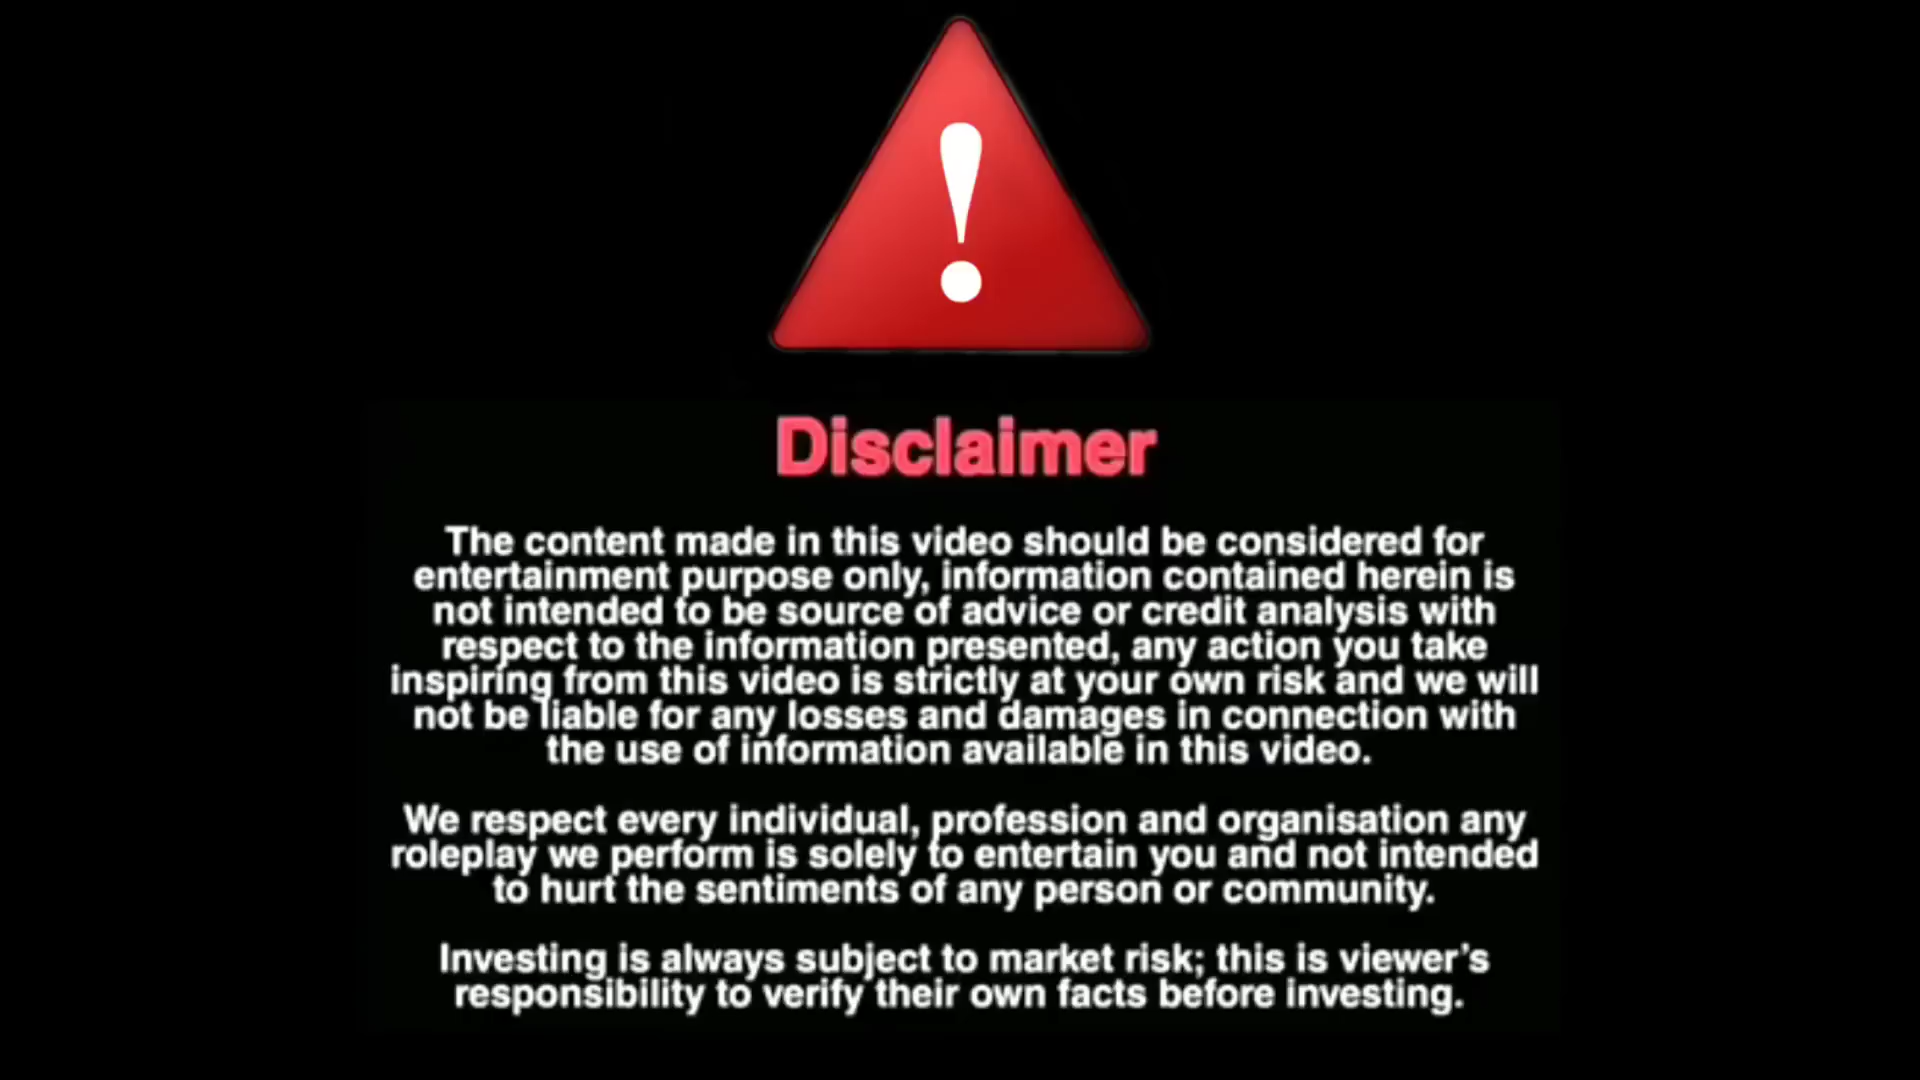 !
Disclaimer
The content made in this video should be considered for
entertainment purpose only, information contained herein is
not intended to be source of advice or credit analysis with
respect to the information presented, any action you take
inspiring from this video is strictly at your own risk and we will
not be liable for any losses and damages in connection with
the use of information available in this video.
We respect every individual, profession and organisation any
roleplay we perform is solely to entertain you and not intended
to hurt the sentiments of any person or community.
Investing is always subject to market risk; this is viewer’s
responsibility to verify their own facts before investing.